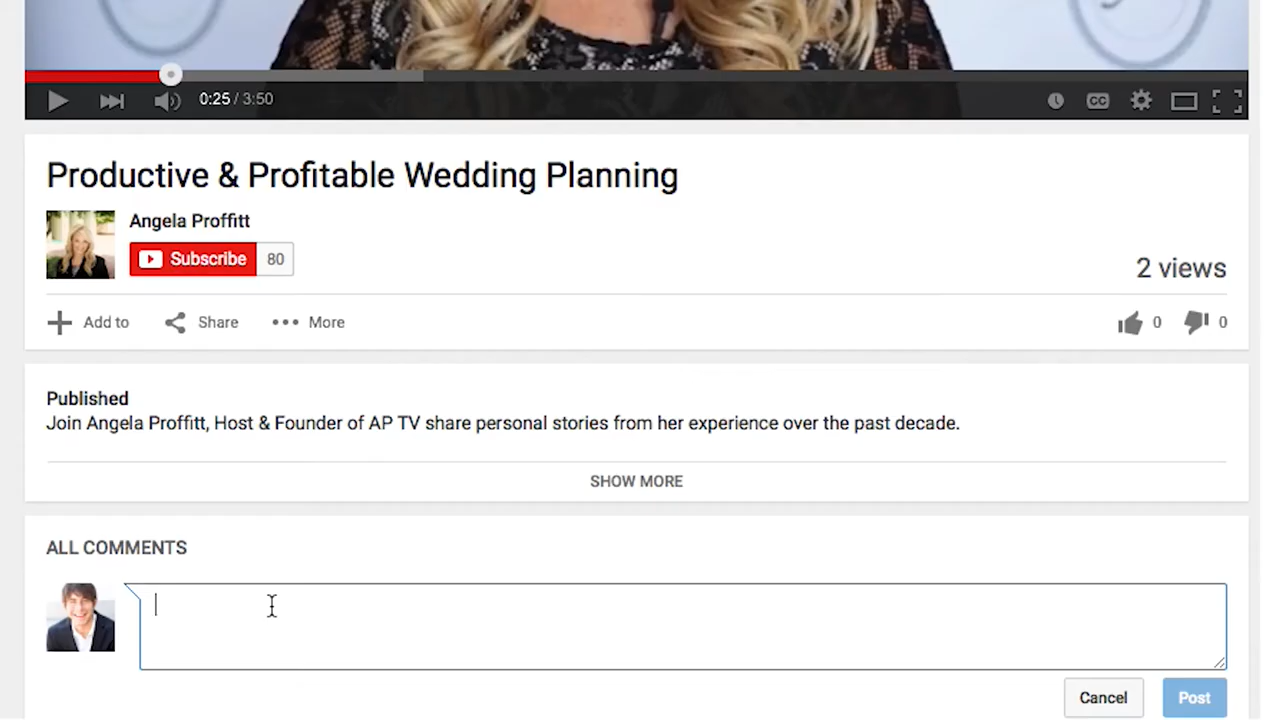 0:25 / 3:50
CC
Productive & Profitable Wedding Planning
Angela Proffitt
Subscribe 80
2 views
Add to Share More 0 0
Published
Join Angela Proffitt, Host & Founder of AP TV share personal stories from her experience over the past decade.
SHOW MORE
ALL COMMENTS
Cancel Post